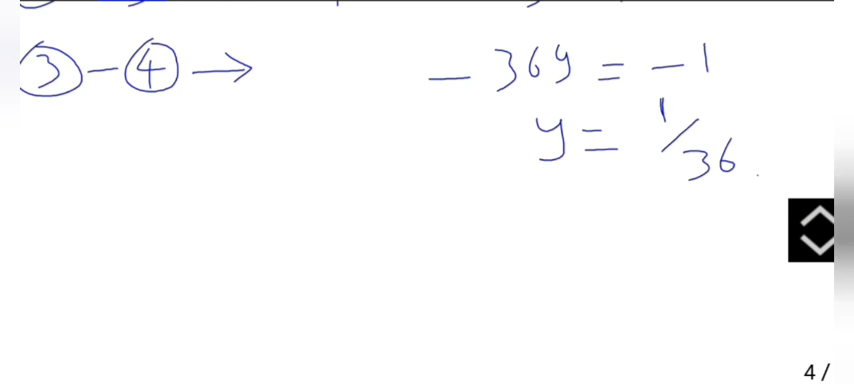 ③ - ④ → - 36y = -1
y = 1/36
4 /